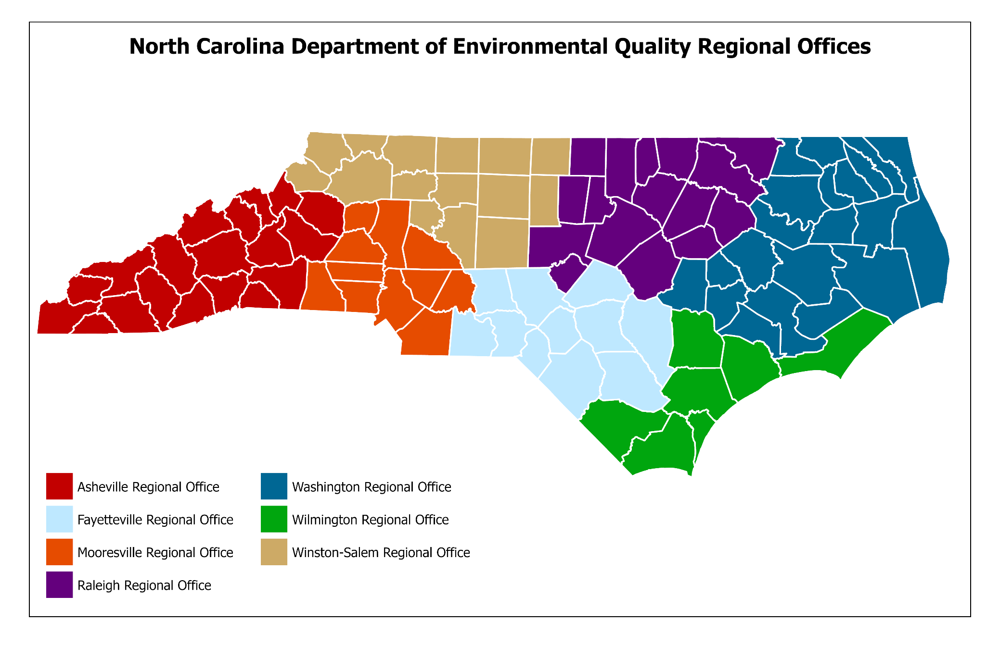 North Carolina Department of Environmental Quality Regional Offices
Asheville Regional Office
Fayetteville Regional Office
Mooresville Regional Office
Raleigh Regional Office
Washington Regional Office
Wilmington Regional Office
Winston-Salem Regional Office